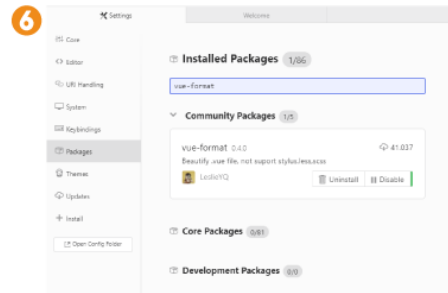 6
Settings
Welcome
Core
Editor
URI Handling
System
Keybindings
Packages
Themes
Updates
Install
Open Config Folder
Installed Packages 1/86
vue-format
Community Packages 1/5
vue-format 0.4.0 41.037
Beautify .vue file, not suport stylus,less,scss
LeslieYQ
Uninstall Disable
Core Packages 0/81
Development Packages 0/0